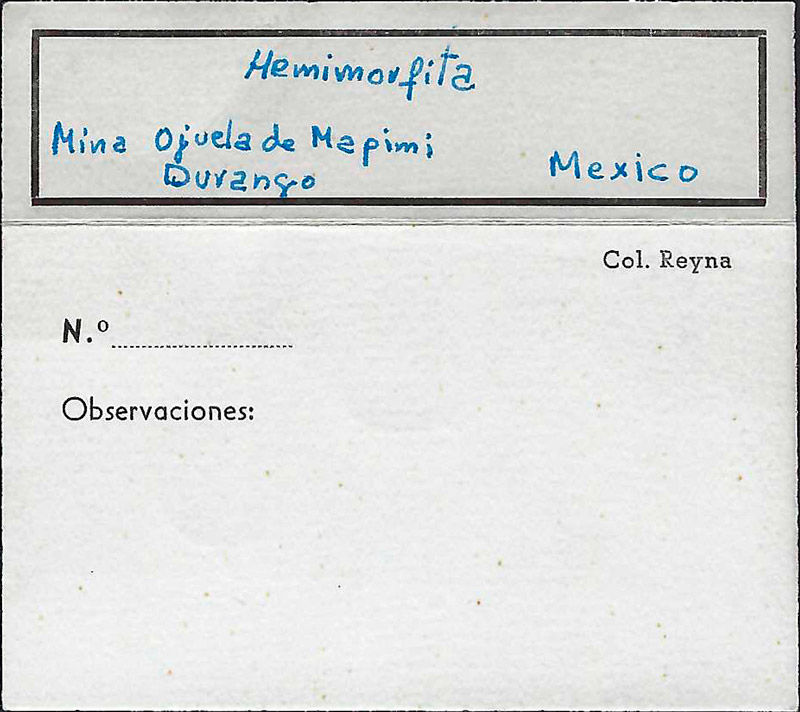 Hemimorfita
Mina Ojuela de Mapimi
Durango
Mexico
Col. Reyna
N.º
Observaciones: